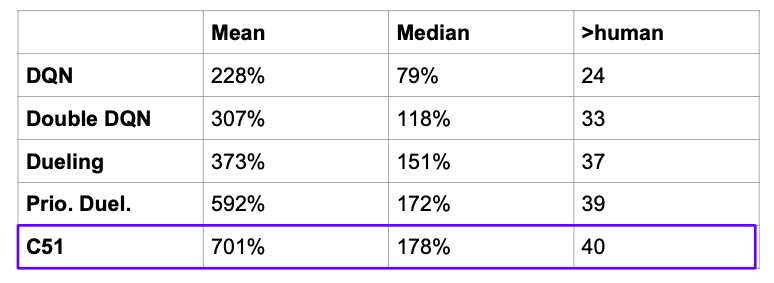 Mean Median >human
DQN 228% 79% 24
Double DQN 307% 118% 33
Dueling 373% 151% 37
Prio. Duel. 592% 172% 39
C51 701% 178% 40